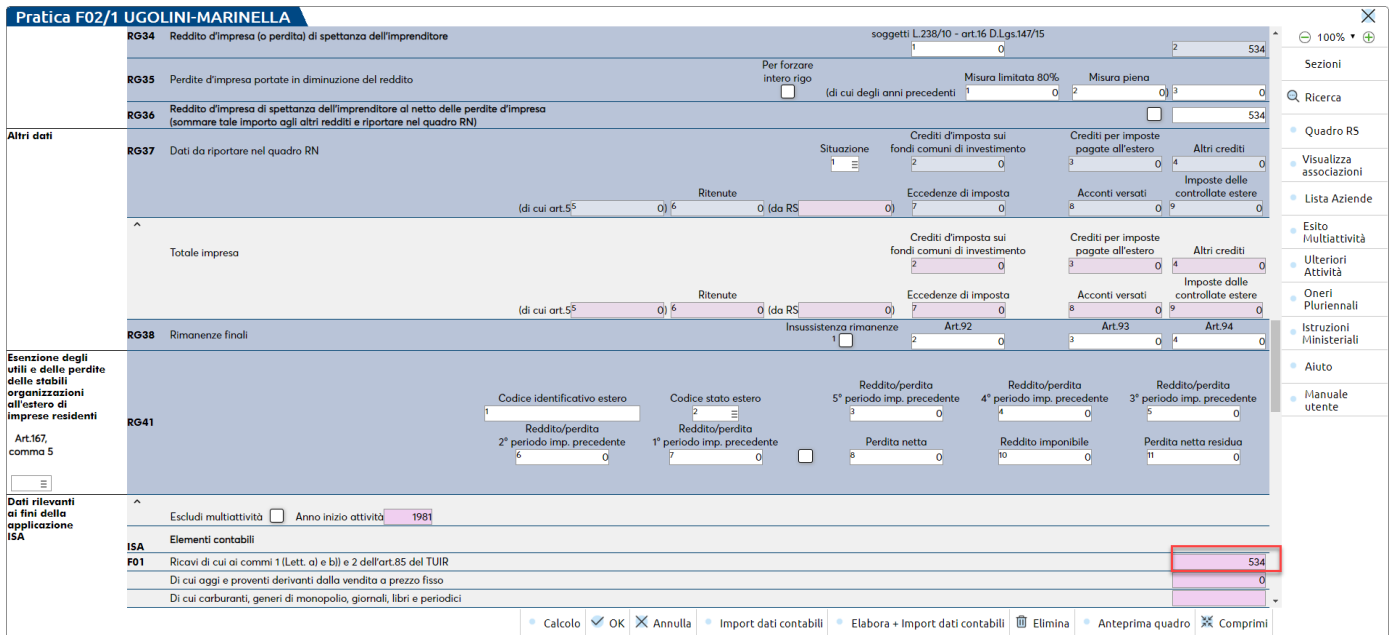 Pratica F02/1 UGOLINI-MARINELLA
100%
RG34 Reddito d'impresa (o perdita) di spettanza dell'imprenditore
soggetti L.238/10 - art.16 D.Lgs.147/15
1 0 2 534
Sezioni
Per forzare
intero rigo
RG35 Perdite d'impresa portate in diminuzione del reddito
Misura limitata 80% Misura piena
(di cui degli anni precedenti 1 0 2 0) 3 0
Ricerca
RG36 Reddito d'impresa di spettanza dell'imprenditore al netto delle perdite d'impresa
(sommare tale importo agli altri redditi e riportare nel quadro RN)
534
Quadro RS
Altri dati
RG37 Dati da riportare nel quadro RN
Situazione
1
Crediti d'imposta sui
fondi comuni di investimento
2 0
Crediti per imposte
pagate all'estero
3 0
Altri crediti
4 0
Visualizza
associazioni
Ritenute
(di cui art.5 5 0) 6 0 (da RS 0)
Eccedenze di imposta
7 0
Acconti versati
8 0
Imposte delle
controllate estere
9 0
Lista Aziende
Esito
Multiattività
Totale impresa
Crediti d'imposta sui
fondi comuni di investimento
2 0
Crediti per imposte
pagate all'estero
3 0
Altri crediti
4 0
Ulteriori
Attività
Ritenute
(di cui art.5 5 0) 6 0 (da RS 0)
Eccedenze di imposta
7 0
Acconti versati
8 0
Imposte dalle
controllate estere
9 0
Oneri
Pluriennali
RG38 Rimanenze finali
Insussistenza rimanenze
1
Art.92
2 0
Art.93
3 0
Art.94
4 0
Istruzioni
Ministeriali
Aiuto
Manuale
utente
Esenzione degli
utili e delle perdite
delle stabili
organizzazioni
all'estero di
imprese residenti
Art.167,
comma 5
RG41
Codice identificativo estero
1
Codice stato estero
2
Reddito/perdita
5° periodo imp. precedente
3 0
Reddito/perdita
4° periodo imp. precedente
4 0
Reddito/perdita
3° periodo imp. precedente
5 0
Reddito/perdita
2° periodo imp. precedente
6 0
Reddito/perdita
1° periodo imp. precedente
7 0
Perdita netta
8 0
Reddito imponibile
10 0
Perdita netta residua
11 0
Dati rilevanti
ai fini della
applicazione
ISA
Escludi multiattività Anno inizio attività 1981
ISA Elementi contabili
F01 Ricavi di cui ai commi 1 (Lett. a) e b)) e 2 dell'art.85 del TUIR 534
Di cui aggi e proventi derivanti dalla vendita a prezzo fisso 0
Di cui carburanti, generi di monopolio, giornali, libri e periodici
Calcolo OK Annulla Import dati contabili Elabora + Import dati contabili Elimina Anteprima quadro Comprimi